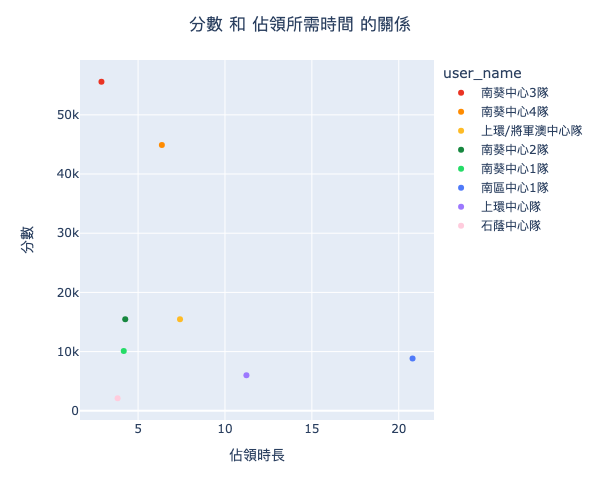 分數 和 佔領所需時間 的關係
user_name
南葵中心3隊
南葵中心4隊
上環/將軍澳中心隊
南葵中心2隊
南葵中心1隊
南區中心1隊
上環中心隊
石蔭中心隊
分數
50k
40k
30k
20k
10k
0
5
10
15
20
佔領時長